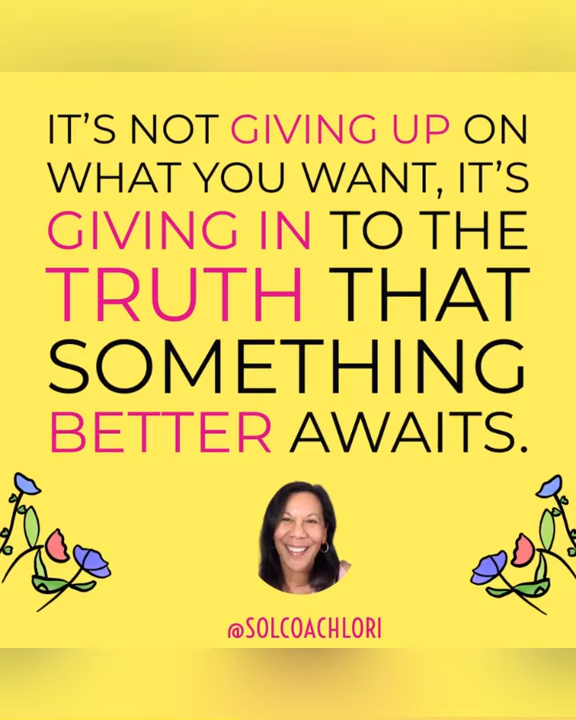 IT’S NOT GIVING UP ON
WHAT YOU WANT, IT’S
GIVING IN TO THE
TRUTH THAT
SOMETHING
BETTER AWAITS.
@SOLCOACHLORI